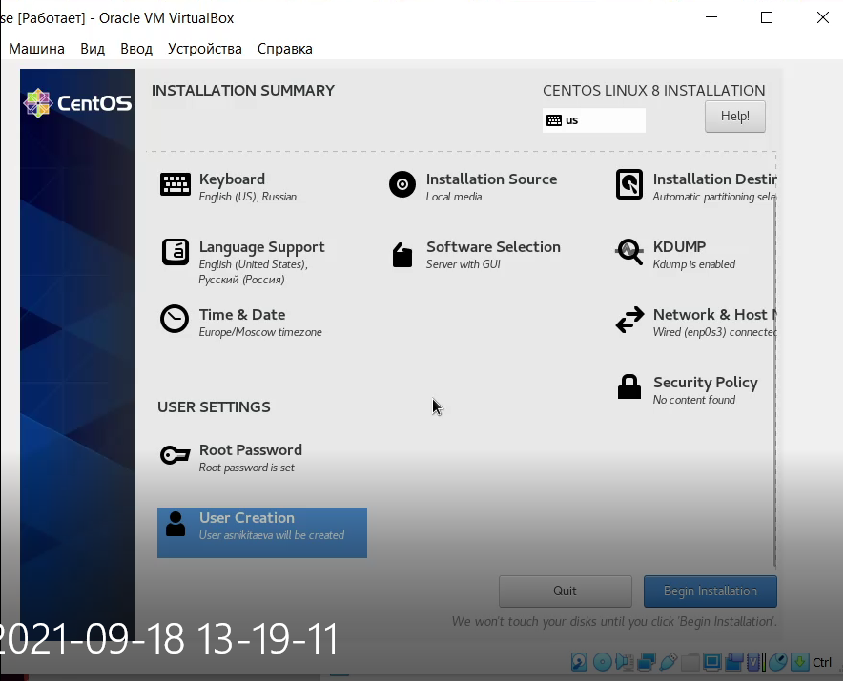 se [Работает] - Oracle VM VirtualBox
Машина Вид Ввод Устройства Справка
CentOS
INSTALLATION SUMMARY
CENTOS LINUX 8 INSTALLATION
us
Help!
Keyboard
English (US), Russian
Installation Source
Local media
Installation Destin
Automatic partitioning sele
Language Support
English (United States),
Русский (Россия)
Software Selection
Server with GUI
KDUMP
Kdump is enabled
Time & Date
Europe/Moscow timezone
Network & Host N
Wired (enp0s3) connected
Security Policy
No content found
USER SETTINGS
Root Password
Root password is set
User Creation
User asnikitaeva will be created
Quit
Begin Installation
We won't touch your disks until you click 'Begin Installation'.
2021-09-18 13-19-11
Ctrl